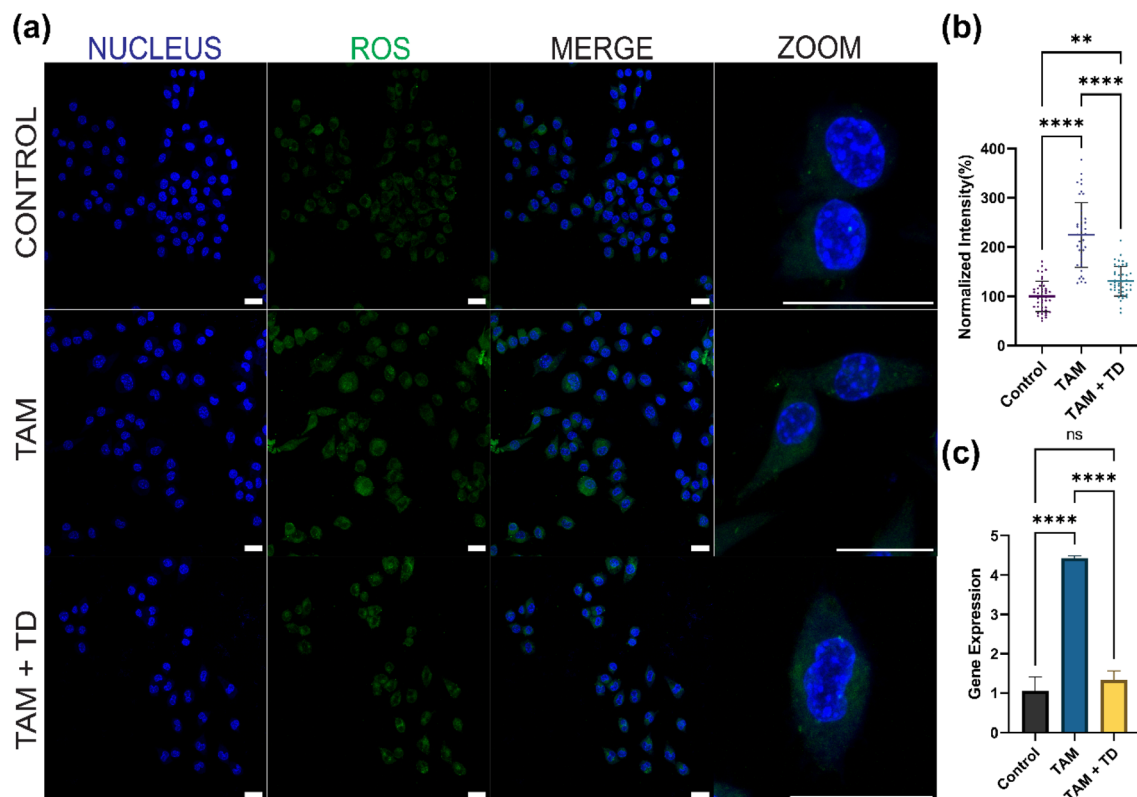 (a)
NUCLEUS ROS MERGE ZOOM
CONTROL
TAM
TAM + TD
(b)
**
****
****
Normalized Intensity(%)
400
300
200
100
0
Control
TAM
TAM + TD
(c)
ns
****
****
Gene Expression
5
4
3
2
1
0
Control
TAM
TAM + TD